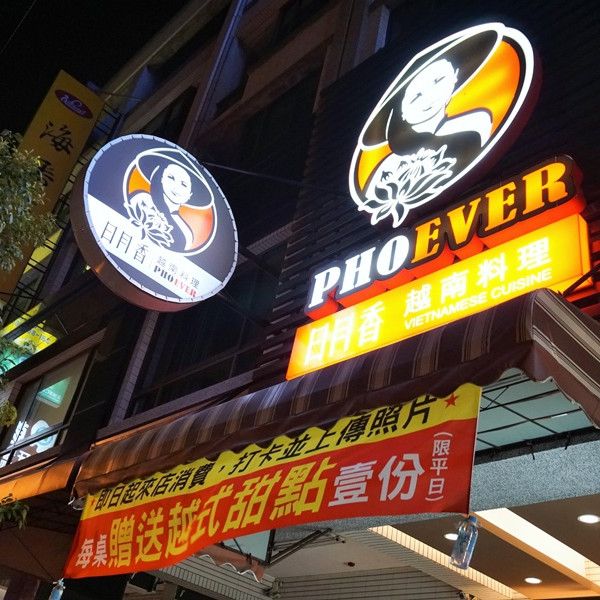 海
日月香
越南料理
PHOEVER
PHOEVER
日月香 越南料理
VIETNAMESE CUISINE
即日起來店消費，打卡並上傳照片★
每桌贈送越式甜點壹份(限平日)